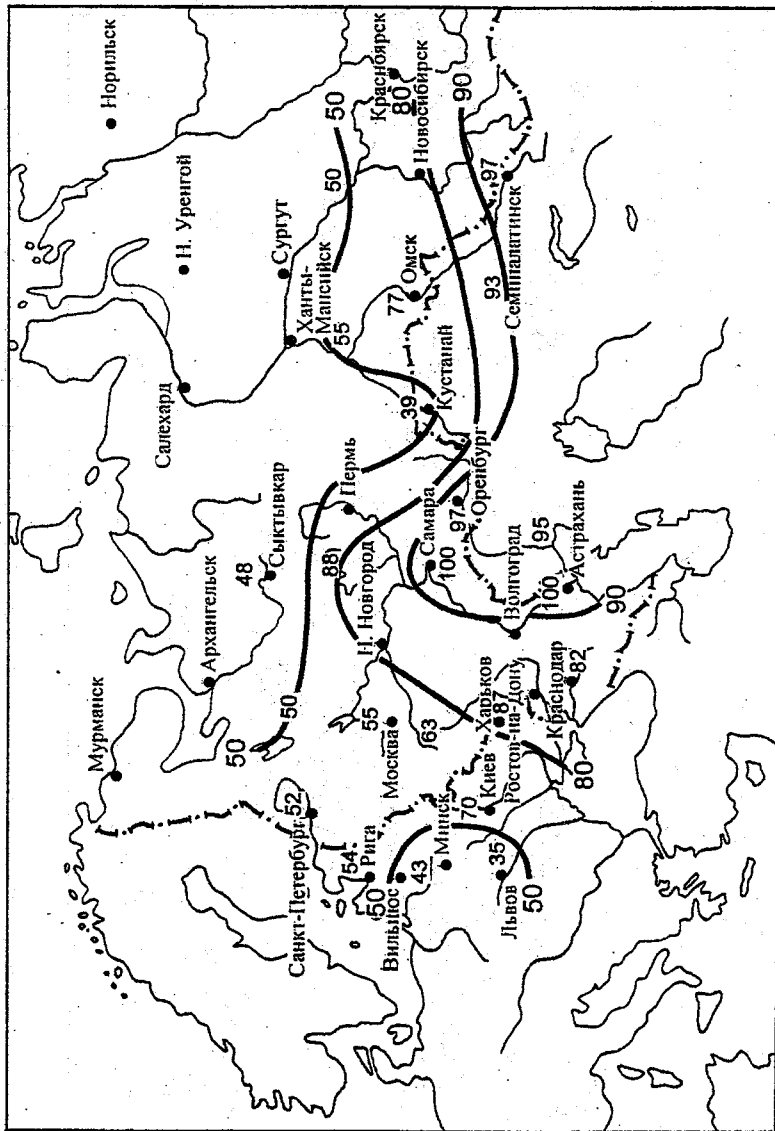 Мурманск
Норильск
Архангельск
Салехард
Н. Уренгой
50
48
Сыктывкар
Сургут
50
Ханты-
Мансийск
55
50
50
Санкт-Петербург
52
Пермь
54
Рига
88
Н. Новгород
50
Вильнюс
55
Москва
39
Кустанай
77
Омск
Красноярск
80
Новосибирск
43
Минск
63
Самара
100
97
Оренбург
90
70
Киев
Харьков
87
35
Львов
50
Ростов-на-Дону
Волгоград
93
Семипалатинск
97
95
100
Астрахань
Краснодар
82
80
90